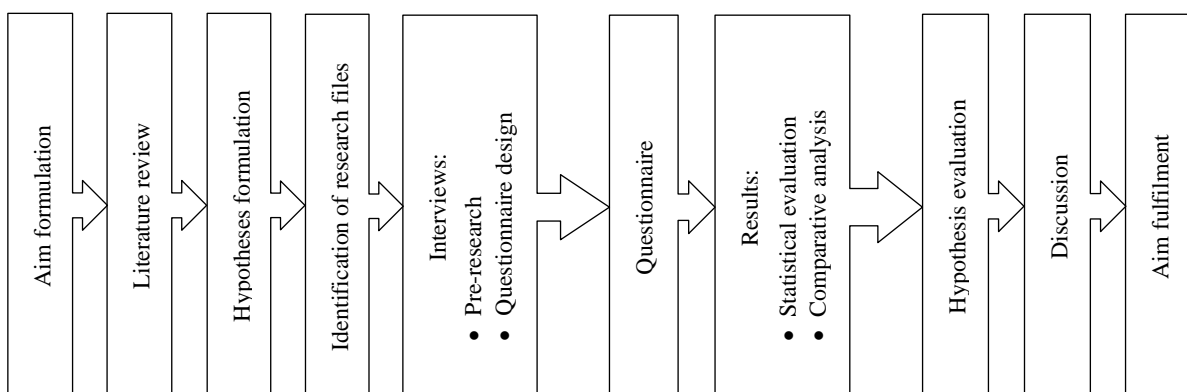 Aim formulation
Literature review
Hypotheses formulation
Identification of research files
Interviews:
• Pre-research
• Questionnaire design
Questionnaire
Results:
• Statistical evaluation
• Comparative analysis
Hypothesis evaluation
Discussion
Aim fulfilment